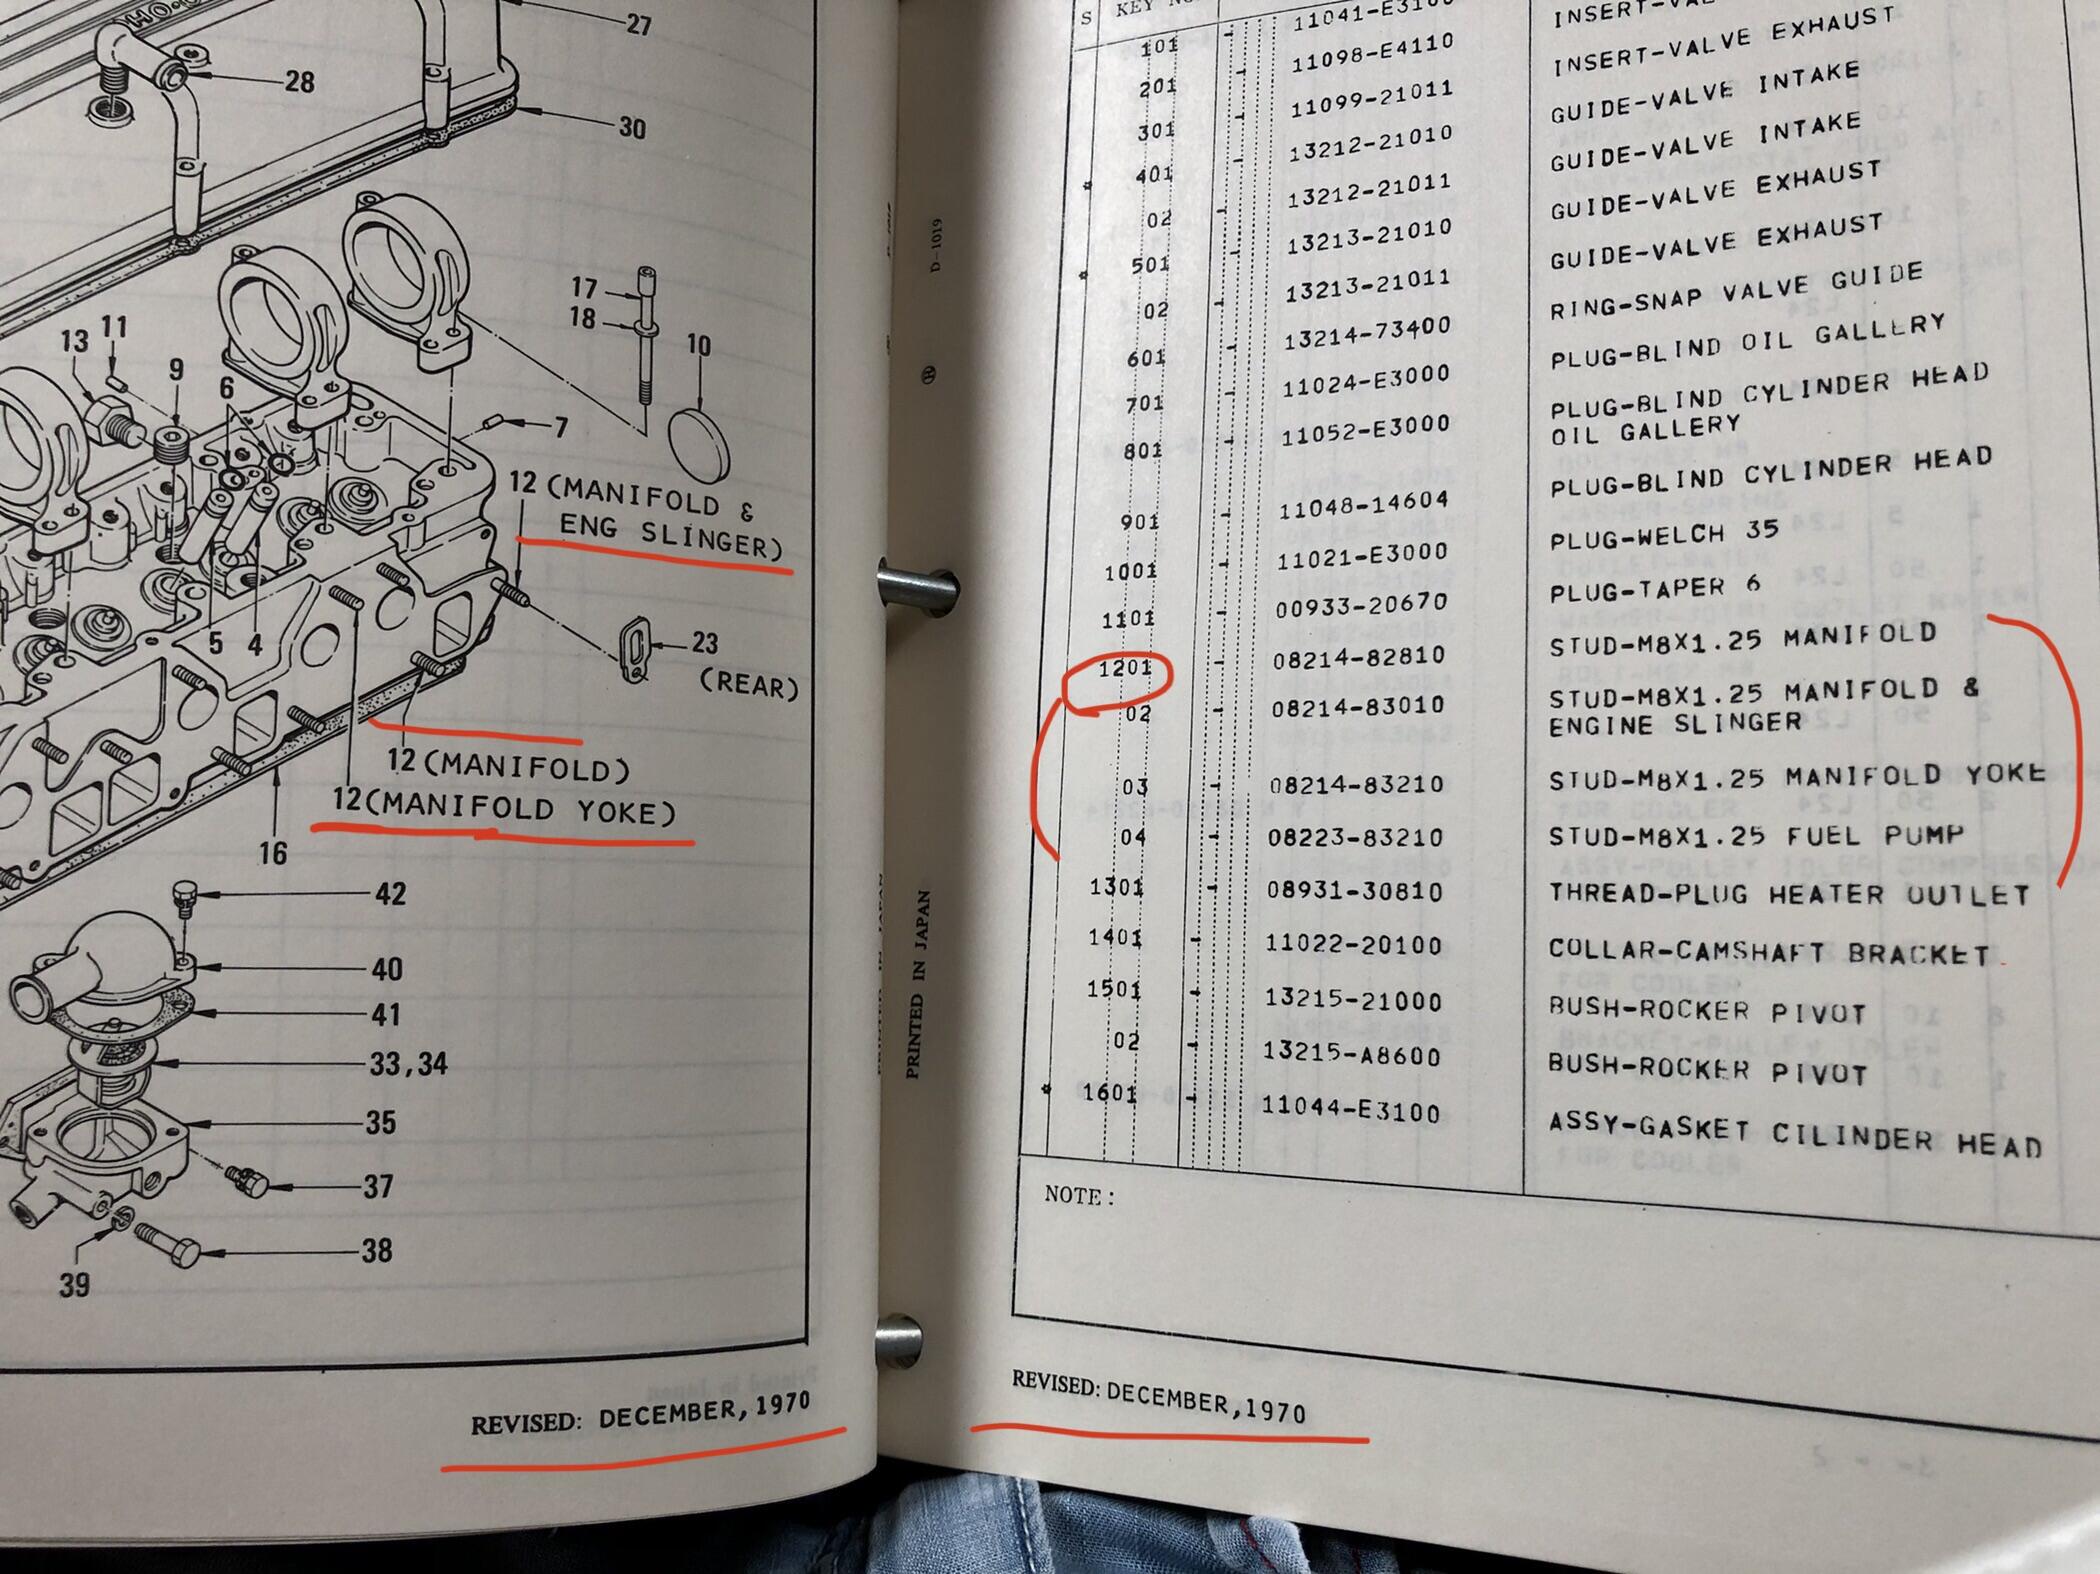 OHC
27
28
30
17
18
10
13
11
9
6
7
12 (MANIFOLD &
ENG SLINGER)
5
4
23
(REAR)
12 (MANIFOLD)
12 (MANIFOLD YOKE)
16
42
40
41
33,34
35
37
38
39
REVISED: DECEMBER, 1970
D-1019
PRINTED IN JAPAN
S KEY NO.
101 11041-E3100 INSERT-VAL
201 11098-E4110 INSERT-VALVE EXHAUST
301 11099-21011 GUIDE-VALVE INTAKE
* 401 13212-21010 GUIDE-VALVE INTAKE
02 13212-21011 GUIDE-VALVE EXHAUST
* 501 13213-21010 GUIDE-VALVE EXHAUST
02 13213-21011 RING-SNAP VALVE GUIDE
601 13214-73400 PLUG-BLIND OIL GALLERY
701 11024-E3000 PLUG-BLIND CYLINDER HEAD
OIL GALLERY
801 11052-E3000 PLUG-BLIND CYLINDER HEAD
901 11048-14604 PLUG-WELCH 35
1001 11021-E3000 PLUG-TAPER 6
1101 00933-20670 STUD-M8X1.25 MANIFOLD
1201 08214-82810 STUD-M8X1.25 MANIFOLD &
ENGINE SLINGER
02 08214-83010
03 08214-83210 STUD-M8X1.25 MANIFOLD YOKE
04 08223-83210 STUD-M8X1.25 FUEL PUMP
1301 08931-30810 THREAD-PLUG HEATER OUTLET
1401 11022-20100 COLLAR-CAMSHAFT BRACKET
1501 13215-21000 BUSH-ROCKER PIVOT
02 13215-A8600 BUSH-ROCKER PIVOT
* 1601 11044-E3100 ASSY-GASKET CILINDER HEAD
NOTE:
REVISED: DECEMBER, 1970